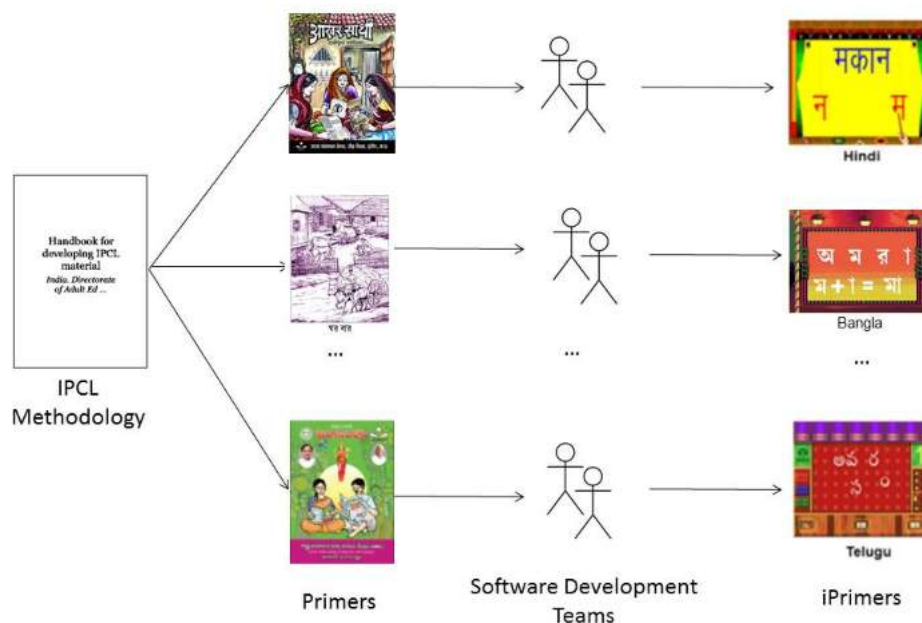 आखर साथी
मकान
न म
Hindi
Handbook for
developing IPCL
material
India. Directorate
of Adult Ed ...
IPCL
Methodology
घर बार
অ ম র া
ম + া = মা
Bangla
...
...
...
అ వ ర
న ం
Telugu
Primers
Software Development
Teams
iPrimers